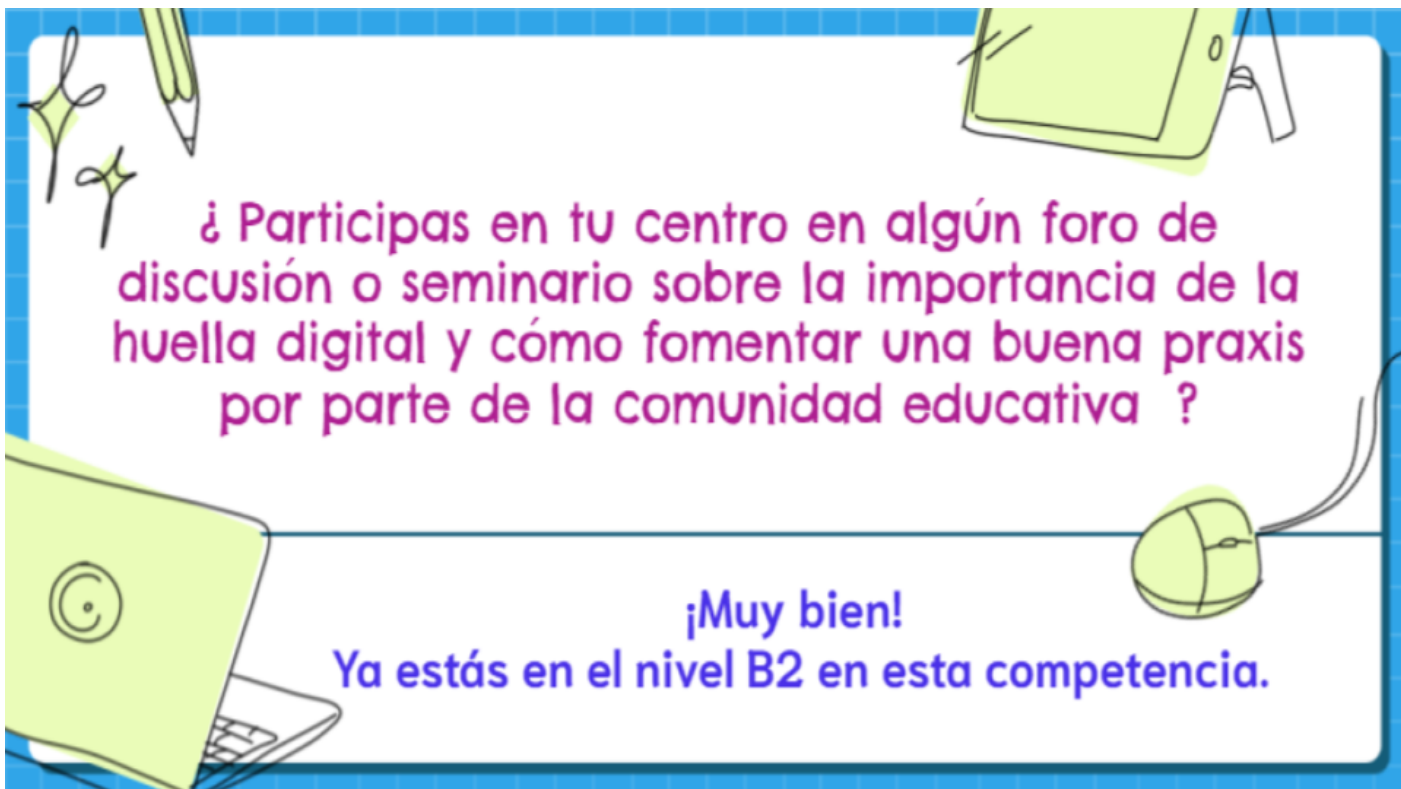 ¿ Participas en tu centro en algún foro de
discusión o seminario sobre la importancia de la
huella digital y cómo fomentar una buena praxis
por parte de la comunidad educativa  ?
¡Muy bien!
Ya estás en el nivel B2 en esta competencia.